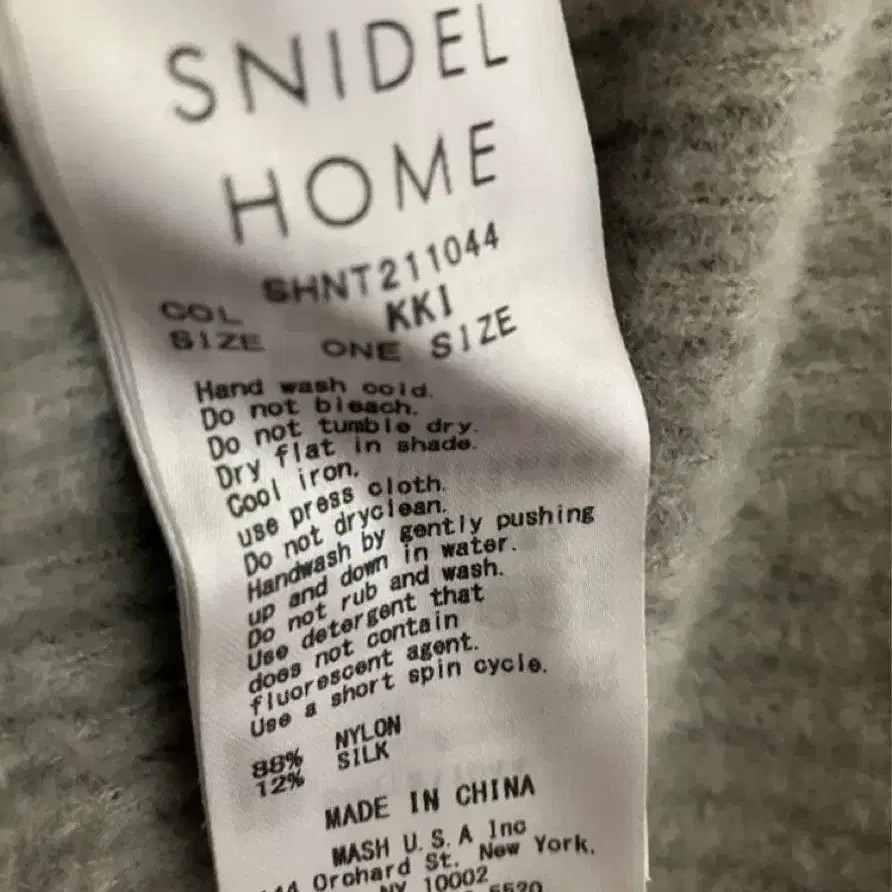 SNIDEL
HOME
SHNT211044
COL KKI
SIZE ONE SIZE
Hand wash cold.
Do not bleach.
Do not tumble dry.
Dry flat in shade.
Cool iron.
use press cloth.
Do not dryclean.
Handwash by gently pushing
up and down in water.
Do not rub and wash.
Use detergent that
does not contain
fluorescent agent.
Use a short spin cycle.
88% NYLON
12% SILK
MADE IN CHINA
MASH U.S.A Inc
Orchard St. New York,
NY 10002
5520